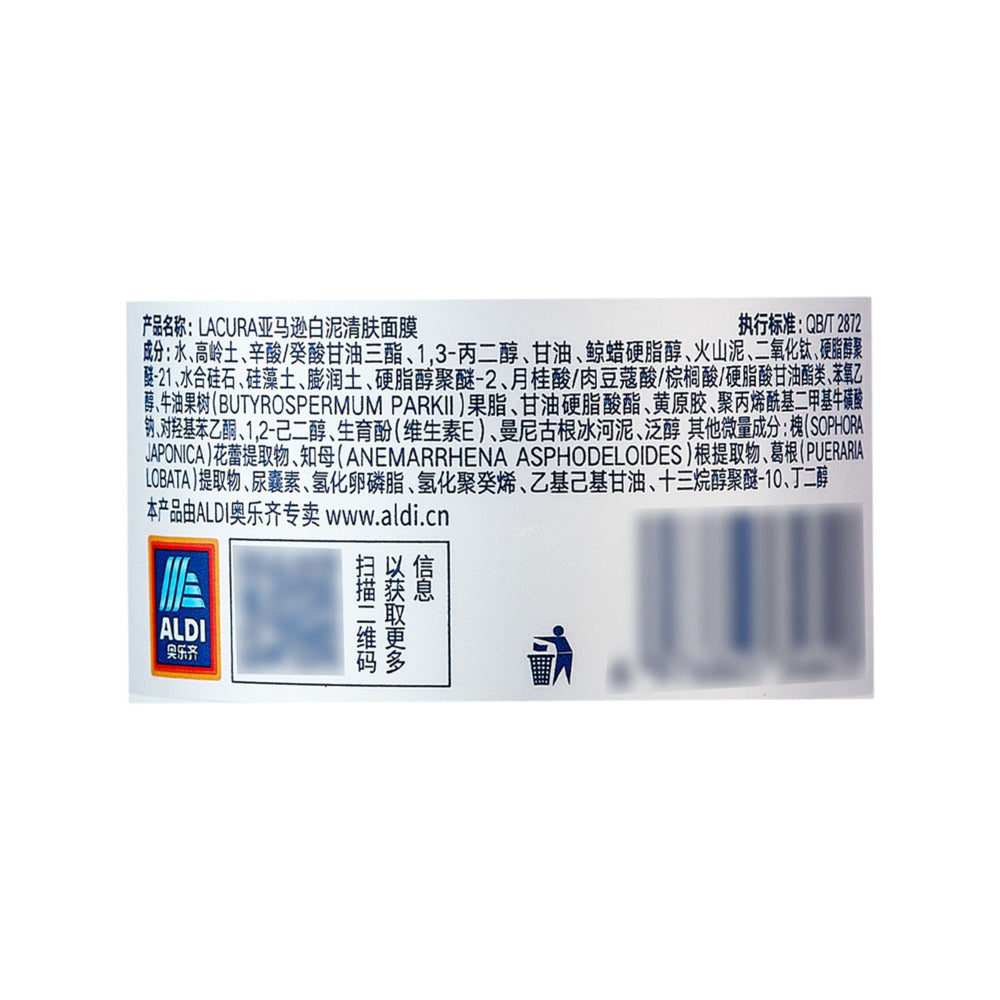 产品名称：LACURA亚马逊白泥清肤面膜
执行标准：QB/T 2872
成分：水、高岭土、辛酸/癸酸甘油三酯、1,3-丙二醇、甘油、鲸蜡硬脂醇、火山泥、二氧化钛、硬脂醇聚
醚-21、水合硅石、硅藻土、膨润土、硬脂醇聚醚-2、月桂酸/肉豆蔻酸/棕榈酸/硬脂酸甘油酯类、苯氧乙
醇、牛油果树(BUTYROSPERMUM PARKII)果脂、甘油硬脂酸酯、黄原胶、聚丙烯酰基二甲基牛磺酸
钠、对羟基苯乙酮、1,2-己二醇、生育酚(维生素E)、曼尼古根冰河泥、泛醇 其他微量成分：槐(SOPHORA
JAPONICA)花蕾提取物、知母(ANEMARRHENA ASPHODELOIDES)根提取物、葛根(PUERARIA
LOBATA)提取物、尿囊素、氢化卵磷脂、氢化聚癸烯、乙基己基甘油、十三烷醇聚醚-10、丁二醇
本产品由ALDI奥乐齐专卖 www.aldi.cn
ALDI
奥乐齐
扫描二维码
以获取更多
信息